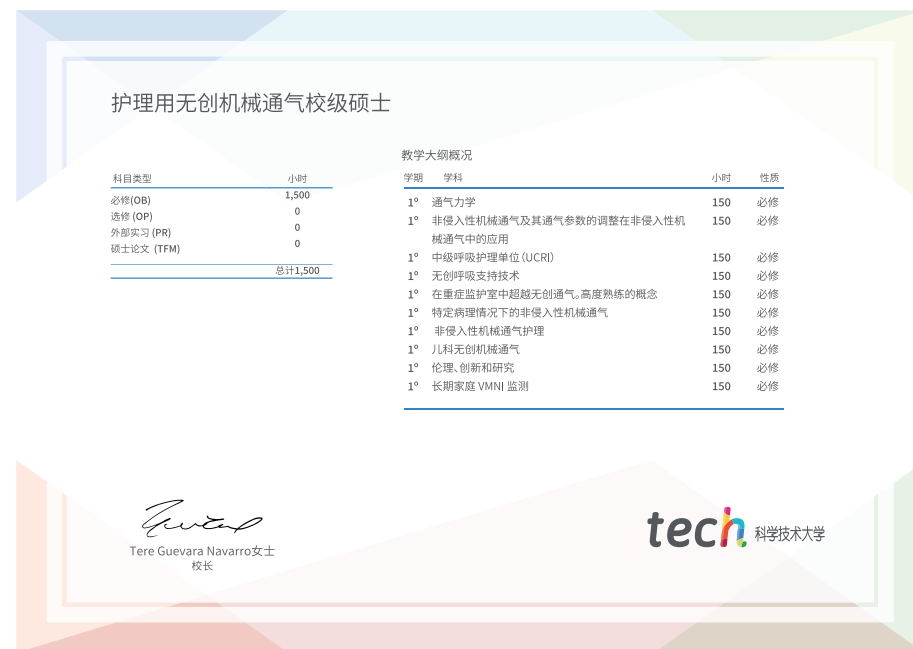 护理用无创机械通气校级硕士
科目类型 小时
必修(OB) 1,500
选修 (OP) 0
外部实习 (PR) 0
硕士论文 (TFM) 0
总计1,500
教学大纲概况
学期 学科 小时 性质
1º 通气力学 150 必修
1º 非侵入性机械通气及其通气参数的调整在非侵入性机 150 必修
械通气中的应用
1º 中级呼吸护理单位（UCRI） 150 必修
1º 无创呼吸支持技术 150 必修
1º 在重症监护室中超越无创通气。高度熟练的概念 150 必修
1º 特定病理情况下的非侵入性机械通气 150 必修
1º 非侵入性机械通气护理 150 必修
1º 儿科无创机械通气 150 必修
1º 伦理、创新和研究 150 必修
1º 长期家庭 VMNI 监测 150 必修
Tere Guevara Navarro女士
校长
tech 科学技术大学